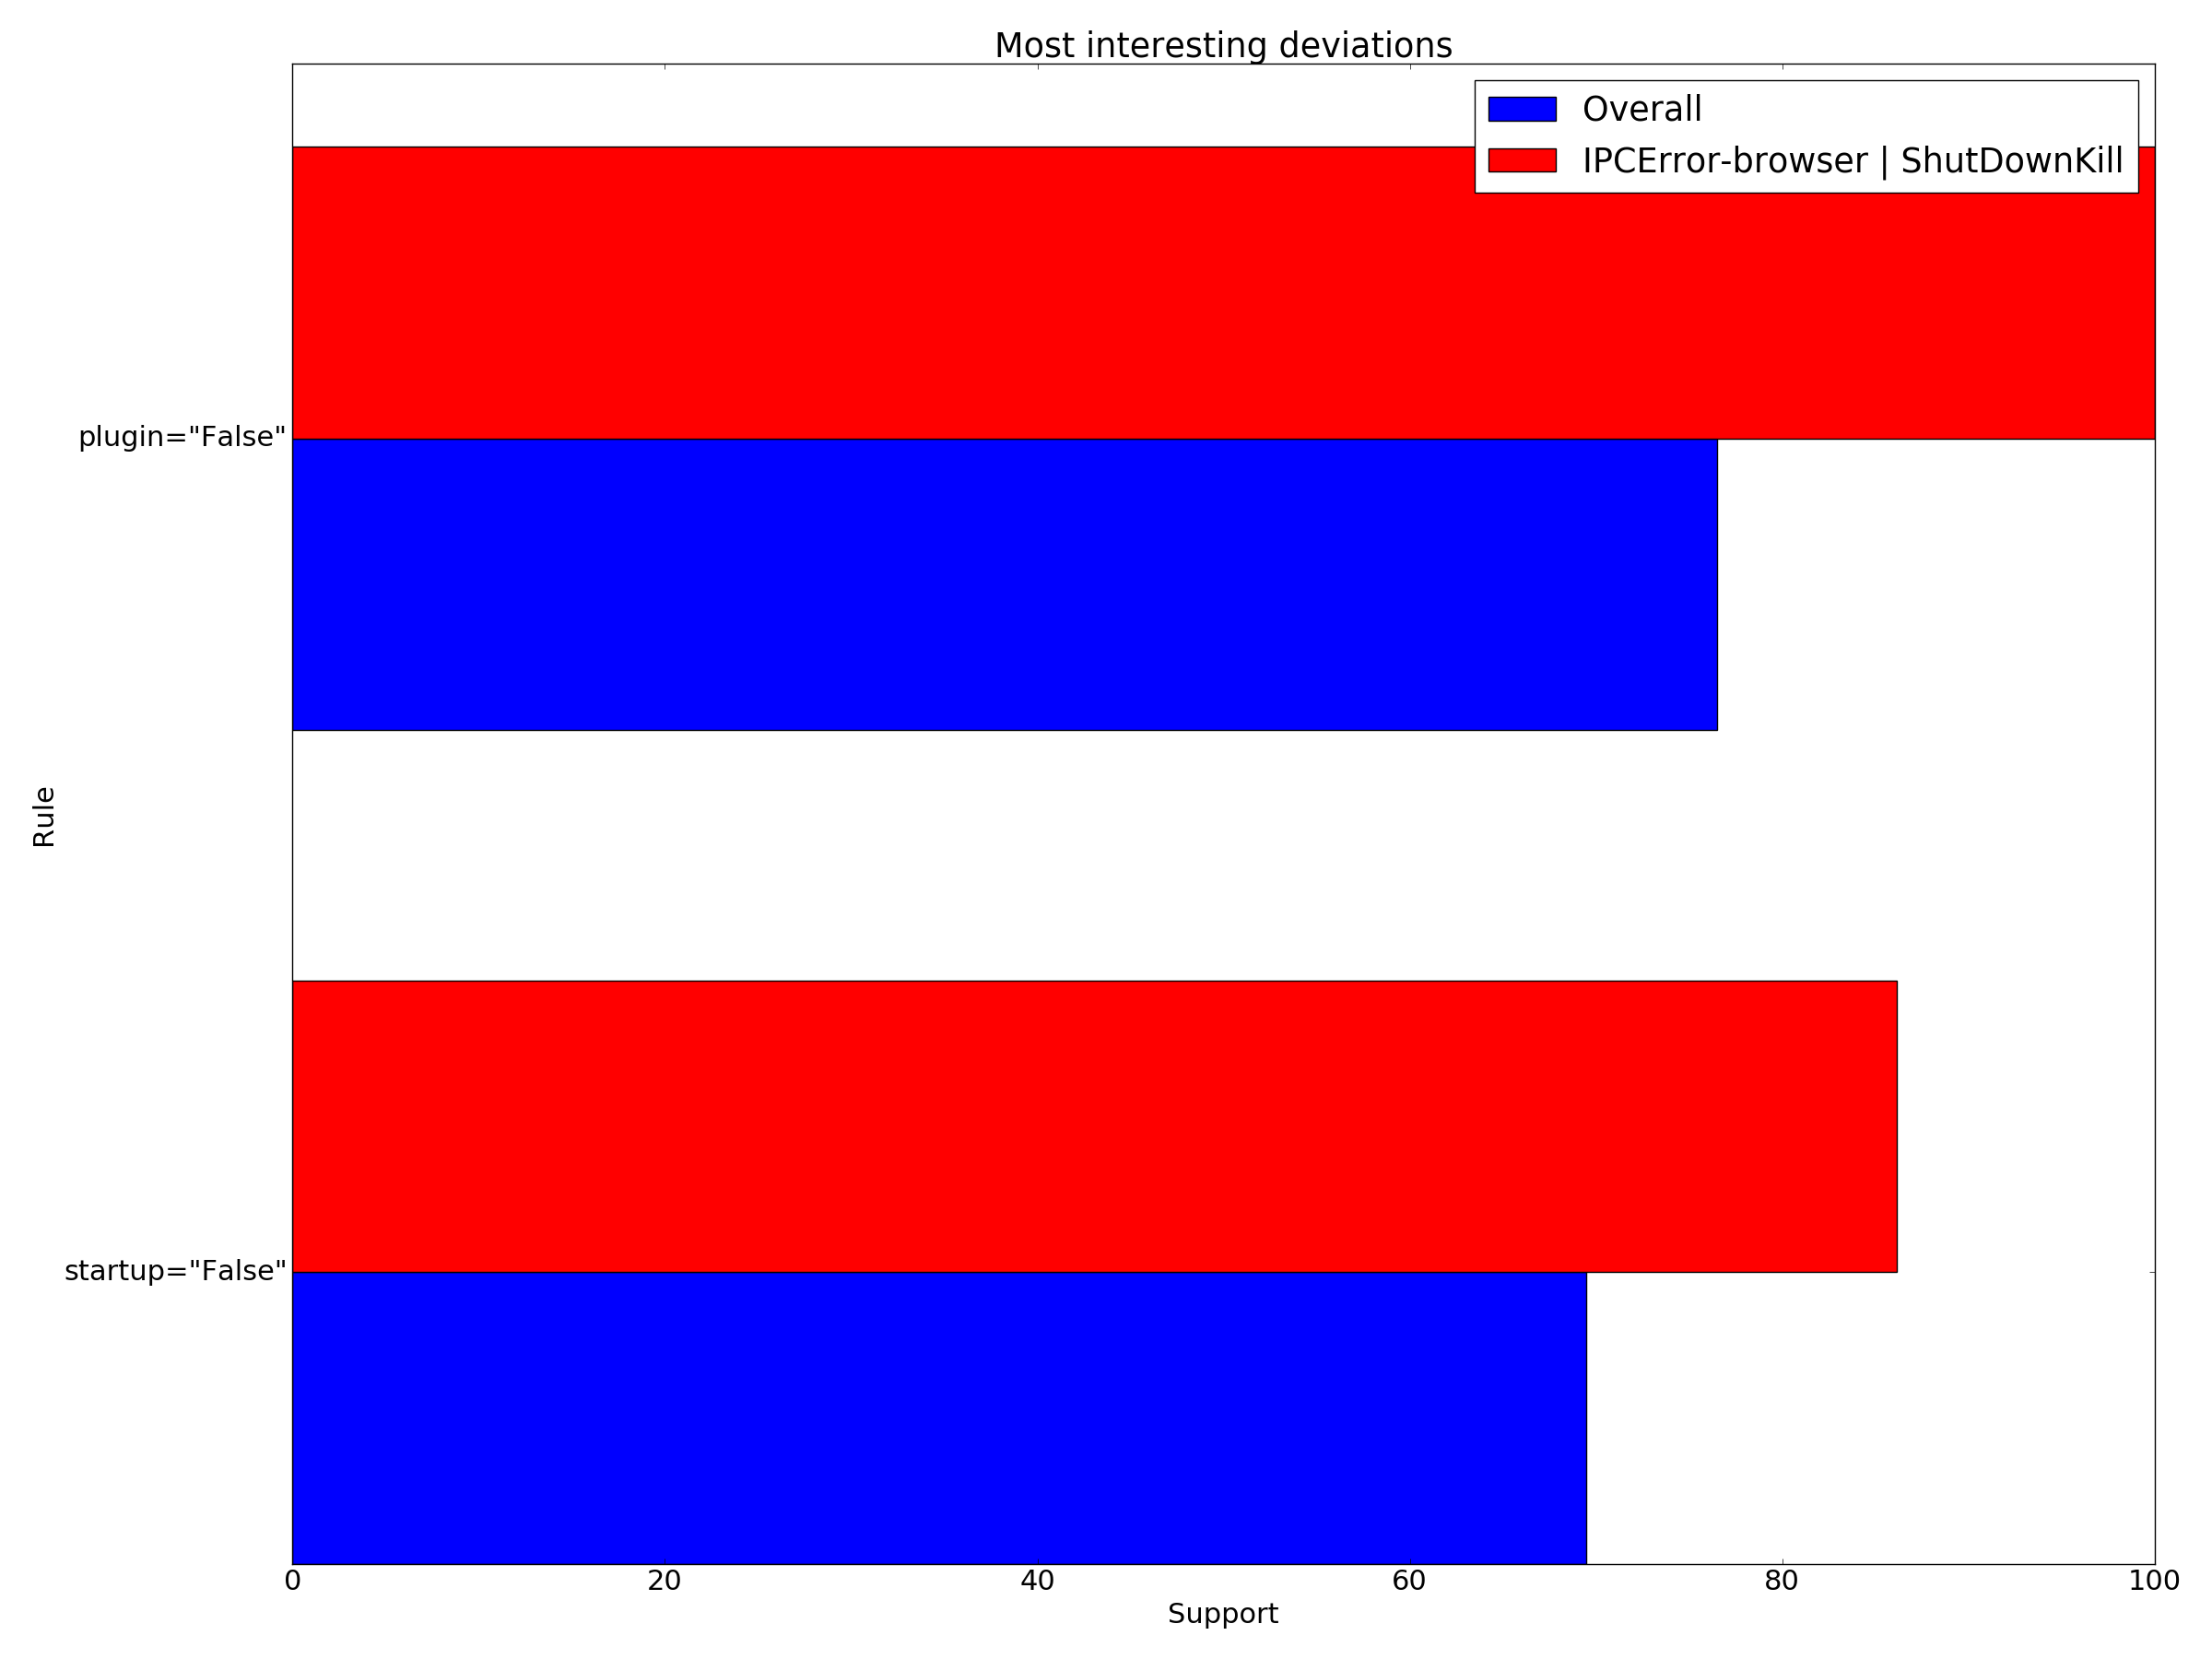 Most interesting deviations
Overall
IPCError-browser | ShutDownKill
plugin="False"
Rule
startup="False"
0 20 40 60 80 100
Support